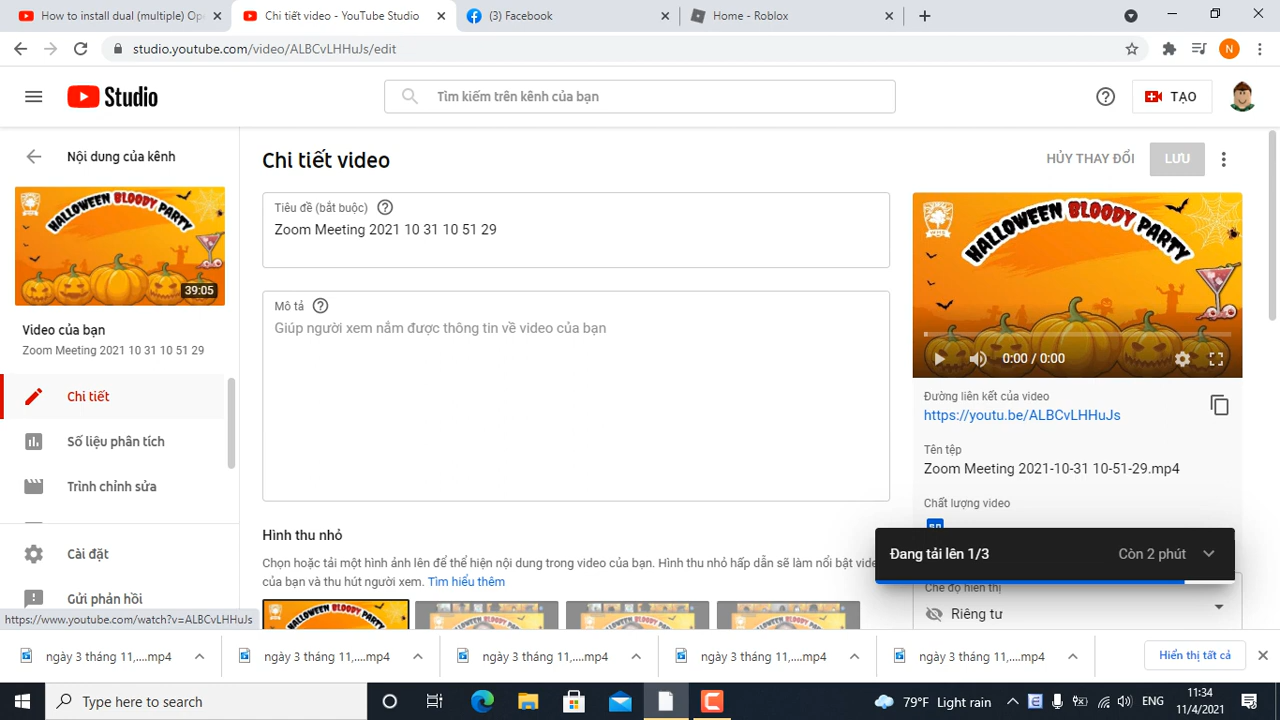 How to install dual (multiple) Op
Chi tiết video - YouTube Studio
(3) Facebook
Home - Roblox
studio.youtube.com/video/ALBCvLHHuJs/edit
N
Studio
Tìm kiếm trên kênh của bạn
TẠO
Nội dung của kênh
Chi tiết video
HỦY THAY ĐỔI
LƯU
HALLOWEEN BLOODY PARTY
39:05
Tiêu đề (bắt buộc)
Zoom Meeting 2021 10 31 10 51 29
HALLOWEEN BLOODY PARTY
0:00 / 0:00
Mô tả
Giúp người xem nắm được thông tin về video của bạn
Video của bạn
Zoom Meeting 2021 10 31 10 51 29
Chi tiết
Số liệu phân tích
Trình chỉnh sửa
Cài đặt
Gửi phản hồi
Đường liên kết của video
https://youtu.be/ALBCvLHHuJs
Tên tệp
Zoom Meeting 2021-10-31 10-51-29.mp4
Chất lượng video
Hình thu nhỏ
Chọn hoặc tải một hình ảnh lên để thể hiện nội dung trong video của bạn. Hình thu nhỏ hấp dẫn sẽ làm nổi bật video
của bạn và thu hút người xem. Tìm hiểu thêm
Đang tải lên 1/3
Còn 2 phút
Chế độ hiển thị
Riêng tư
https://www.youtube.com/watch?v=ALBCvLHHuJs
ngày 3 tháng 11,....mp4
ngày 3 tháng 11,....mp4
ngày 3 tháng 11,....mp4
ngày 3 tháng 11,....mp4
ngày 3 tháng 11,....mp4
Hiển thị tất cả
Type here to search
79°F Light rain
ENG
11:34
11/4/2021